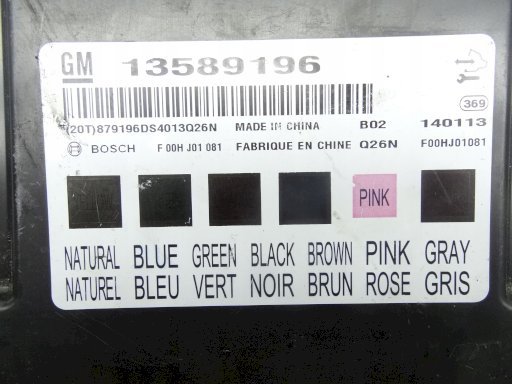 GM 13589196
369
(20T)879196DS4013Q26N MADE IN CHINA B02 140113
BOSCH F 00H J01 081 FABRIQUE EN CHINE Q26N F00HJ01081
PINK
NATURAL BLUE GREEN BLACK BROWN PINK GRAY
NATUREL BLEU VERT NOIR BRUN ROSE GRIS